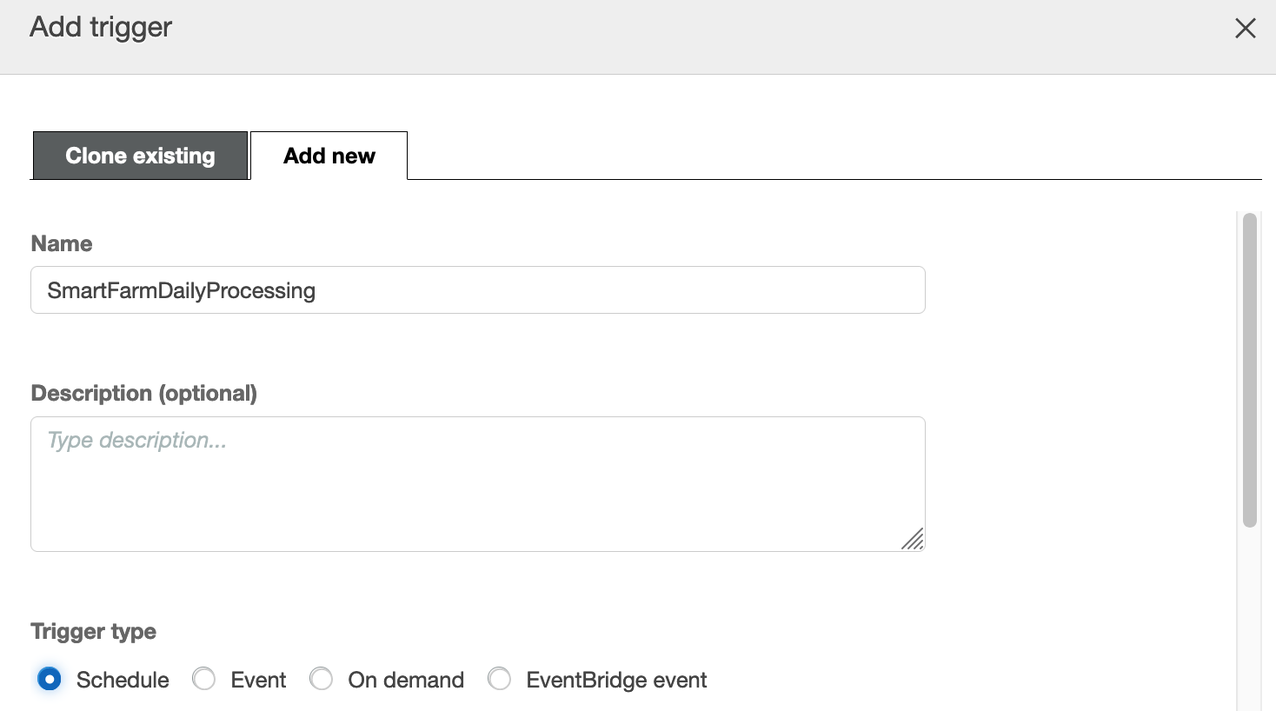 Add trigger
Clone existing Add new
Name
SmartFarmDailyProcessing
Description (optional)
Type description...
Trigger type
Schedule Event On demand EventBridge event